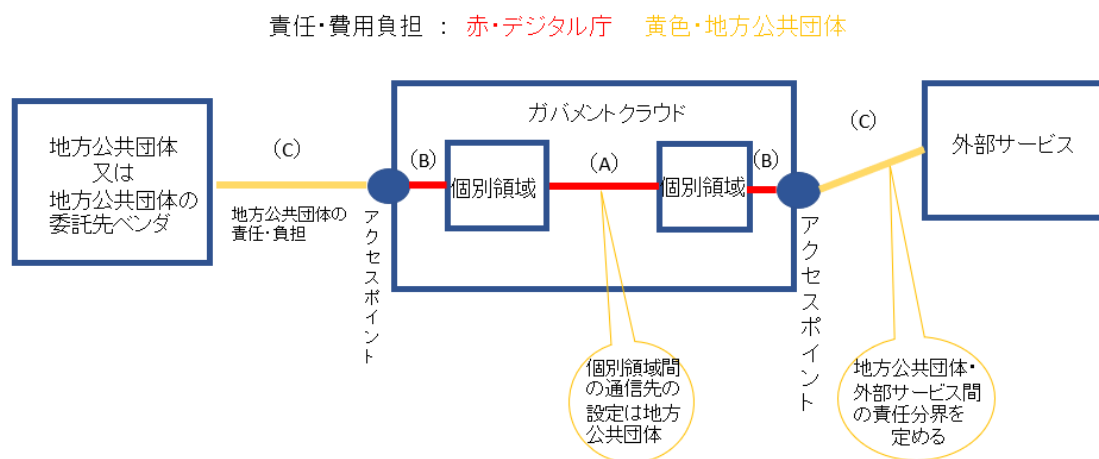 責任・費用負担 : 赤・デジタル庁 黄色・地方公共団体
ガバメントクラウド
地方公共団体
又は
地方公共団体の
委託先ベンダ
(C)
地方公共団体の
責任・負担
アクセスポイント
(B)
個別領域
(A)
個別領域
(B)
アクセスポイント
(C)
外部サービス
個別領域間
の通信先の
設定は地方
公共団体
地方公共団体・
外部サービス間
の責任分界を
定める